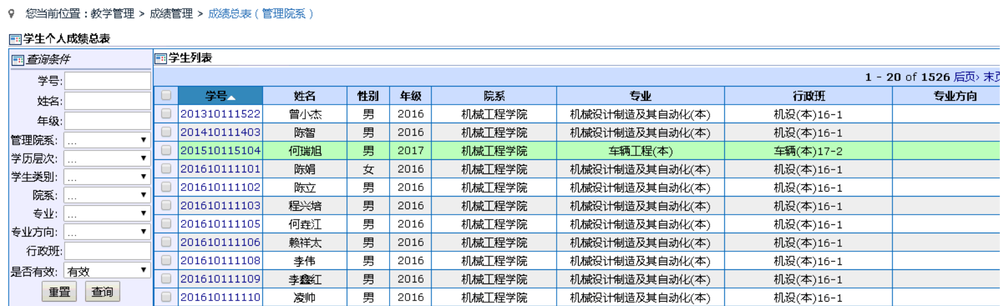 您当前位置：教学管理 > 成绩管理 > 成绩总表（管理院系）
学生个人成绩总表
查询条件
学号:
姓名:
年级:
管理院系: ...
学历层次: ...
学生类别: ...
院系: ...
专业: ...
专业方向: ...
行政班:
是否有效: 有效
重置 查询
学生列表
1 - 20 of 1526 后页› 末页
学号 姓名 性别 年级 院系 专业 行政班 专业方向
201310111522 曾小杰 男 2016 机械工程学院 机械设计制造及其自动化(本) 机设(本)16-1
201410111403 陈智 男 2016 机械工程学院 机械设计制造及其自动化(本) 机设(本)16-1
201510115104 何瑞旭 男 2017 机械工程学院 车辆工程(本) 车辆(本)17-2
201610111101 陈娟 女 2016 机械工程学院 机械设计制造及其自动化(本) 机设(本)16-1
201610111102 陈立 男 2016 机械工程学院 机械设计制造及其自动化(本) 机设(本)16-1
201610111103 程兴培 男 2016 机械工程学院 机械设计制造及其自动化(本) 机设(本)16-1
201610111105 何垚江 男 2016 机械工程学院 机械设计制造及其自动化(本) 机设(本)16-1
201610111106 赖祥太 男 2016 机械工程学院 机械设计制造及其自动化(本) 机设(本)16-1
201610111108 李伟 男 2016 机械工程学院 机械设计制造及其自动化(本) 机设(本)16-1
201610111109 李鑫红 男 2016 机械工程学院 机械设计制造及其自动化(本) 机设(本)16-1
201610111110 凌帅 男 2016 机械工程学院 机械设计制造及其自动化(本) 机设(本)16-1